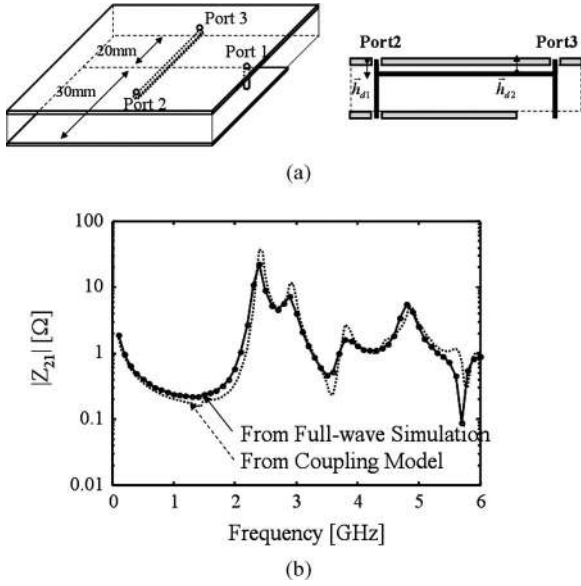 Port 3
20mm
Port 1
30mm
Port 2
Port2
Port3
h⃗d1
h⃗d2
(a)
100
10
1
0.1
0.01
|Z21| [Ω]
From Full-wave Simulation
From Coupling Model
0 1 2 3 4 5 6
Frequency [GHz]
(b)